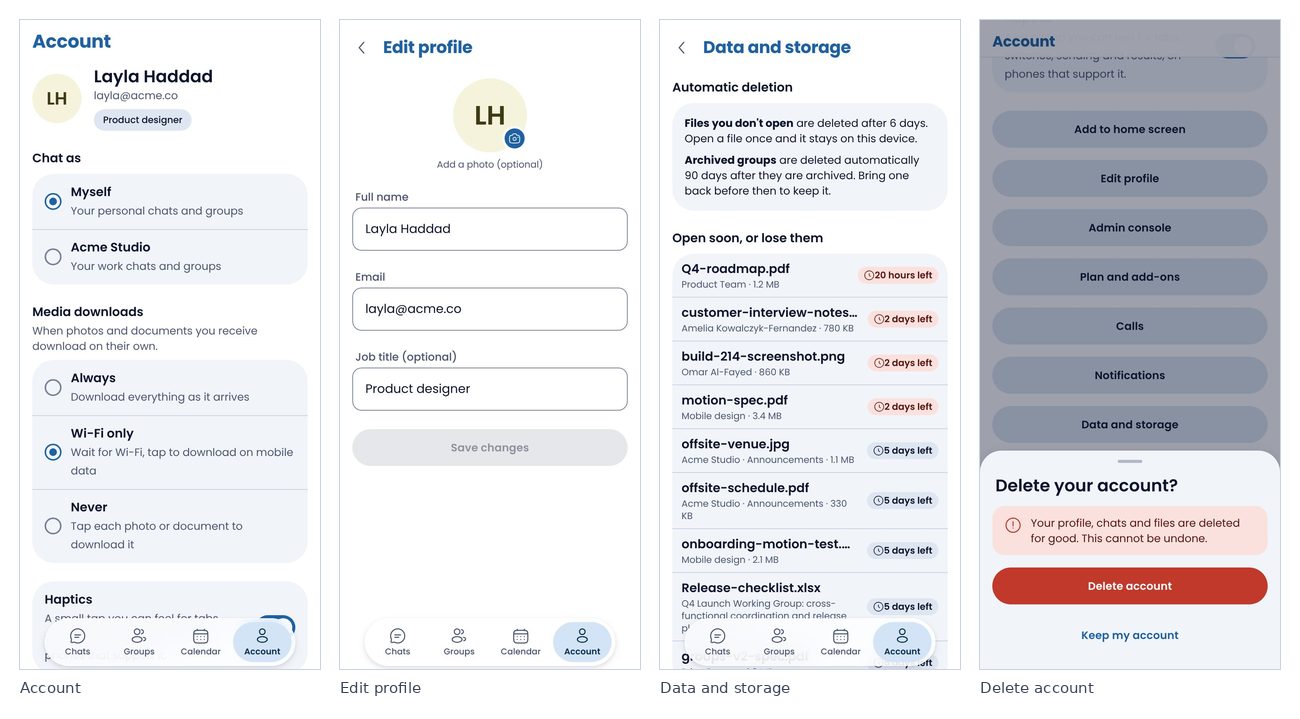 Account
LH
Layla Haddad
layla@acme.co
Product designer
Chat as
Myself
Your personal chats and groups
Acme Studio
Your work chats and groups
Media downloads
When photos and documents you receive
download on their own.
Always
Download everything as it arrives
Wi-Fi only
Wait for Wi-Fi, tap to download on mobile
data
Never
Tap each photo or document to
download it
Haptics
A small tap you can feel for tabs,
Chats
Groups
Calendar
Account
Account
Edit profile
LH
Add a photo (optional)
Full name
Layla Haddad
Email
layla@acme.co
Job title (optional)
Product designer
Save changes
Chats
Groups
Calendar
Account
Edit profile
Data and storage
Automatic deletion
Files you don't open are deleted after 6 days.
Open a file once and it stays on this device.
Archived groups are deleted automatically
90 days after they are archived. Bring one
back before then to keep it.
Open soon, or lose them
Q4-roadmap.pdf
Product Team · 1.2 MB
20 hours left
customer-interview-notes...
Amelia Kowalczyk-Fernandez · 780 KB
2 days left
build-214-screenshot.png
Omar Al-Fayed · 860 KB
2 days left
motion-spec.pdf
Mobile design · 3.4 MB
2 days left
offsite-venue.jpg
Acme Studio · Announcements · 1.1 MB
5 days left
offsite-schedule.pdf
Acme Studio · Announcements · 330
KB
5 days left
onboarding-motion-test....
Mobile design · 2.1 MB
5 days left
Release-checklist.xlsx
Q4 Launch Working Group: cross-
functional coordination and release
5 days left
Chats
Groups
Calendar
Account
Data and storage
Account
switches, sending and results, on
phones that support it.
Add to home screen
Edit profile
Admin console
Plan and add-ons
Calls
Notifications
Data and storage
Delete your account?
Your profile, chats and files are deleted
for good. This cannot be undone.
Delete account
Keep my account
Delete account